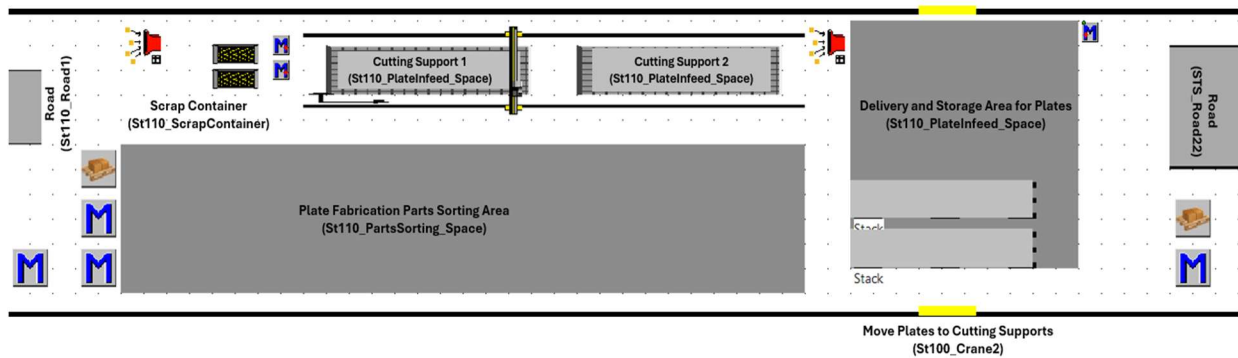 Road
(St110_Road1)
Scrap Container
(St110_ScrapContainer)
Cutting Support 1
(St110_PlateInfeed_Space)
Cutting Support 2
(St110_PlateInfeed_Space)
Delivery and Storage Area for Plates
(St110_PlateInfeed_Space)
Road
(STS_Road22)
Plate Fabrication Parts Sorting Area
(St110_PartsSorting_Space)
Stack
Stack
Move Plates to Cutting Supports
(St100_Crane2)
M
M
M
M
M
M
M